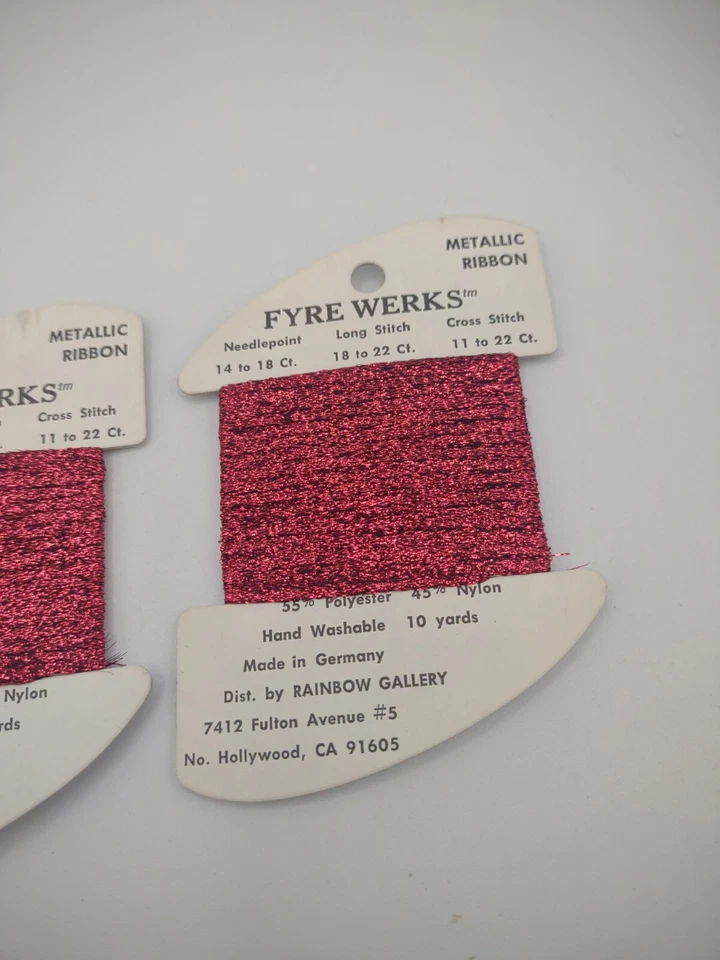 METALLIC
RIBBON
RKS™
Cross Stitch
11 to 22 Ct.
Nylon
rds
METALLIC
RIBBON
FYRE WERKS™
Needlepoint Long Stitch Cross Stitch
14 to 18 Ct. 18 to 22 Ct. 11 to 22 Ct.
55% Polyester 45% Nylon
Hand Washable 10 yards
Made in Germany
Dist. by RAINBOW GALLERY
7412 Fulton Avenue #5
No. Hollywood, CA 91605